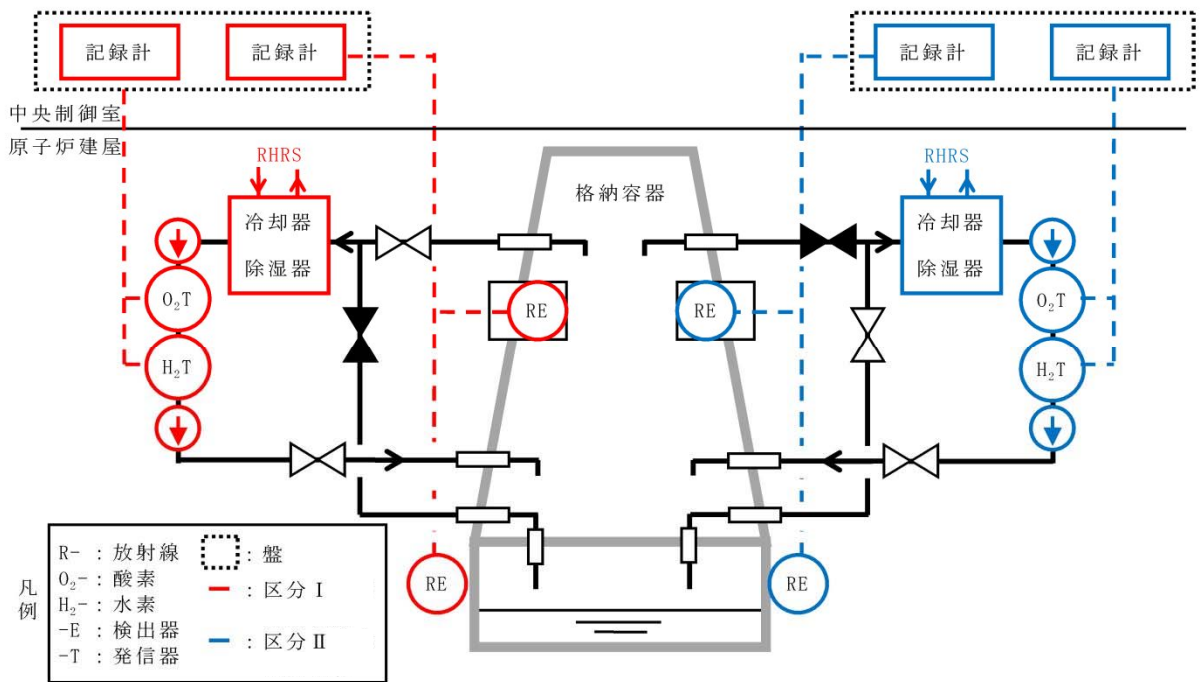 記録計
記録計
記録計
記録計
中央制御室
原子炉建屋
RHRS
RHRS
格納容器
冷却器
除湿器
冷却器
除湿器
O₂T
RE
RE
O₂T
H₂T
H₂T
RE
RE
凡例
R- : 放射線
O₂- : 酸素
H₂- : 水素
-E : 検出器
-T : 発信器
: 盤
: 区分Ⅰ
: 区分Ⅱ